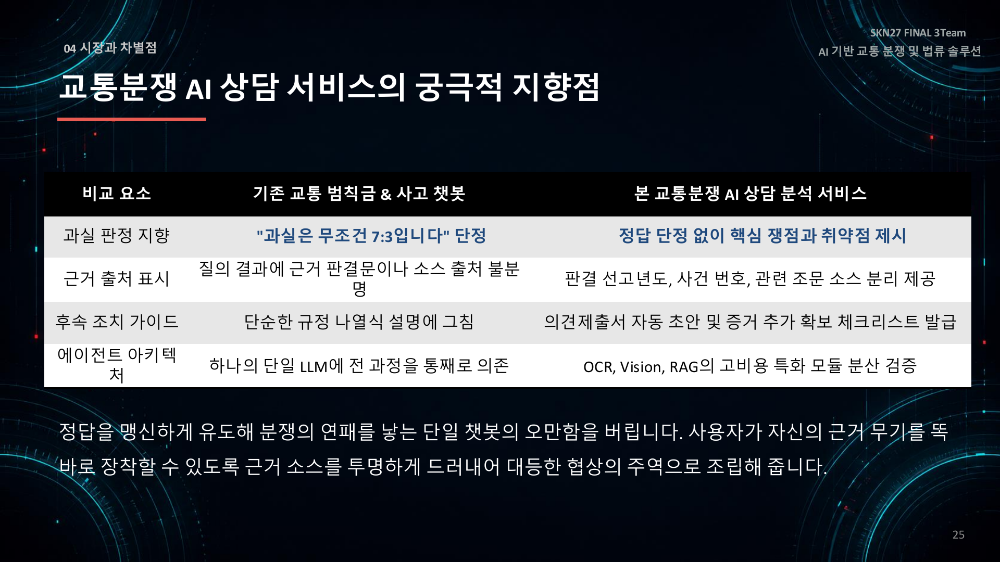 04 시장과 차별점
SKN27 FINAL 3Team
AI 기반 교통 분쟁 및 법류 솔루션
교통분쟁 AI 상담 서비스의 궁극적 지향점
비교 요소
기존 교통 범칙금 & 사고 챗봇
본 교통분쟁 AI 상담 분석 서비스
과실 판정 지향
"과실은 무조건 7:3입니다" 단정
정답 단정 없이 핵심 쟁점과 취약점 제시
근거 출처 표시
질의 결과에 근거 판결문이나 소스 출처 불분
명
판결 선고년도, 사건 번호, 관련 조문 소스 분리 제공
후속 조치 가이드
단순한 규정 나열식 설명에 그침
의견제출서 자동 초안 및 증거 추가 확보 체크리스트 발급
에이전트 아키텍
처
하나의 단일 LLM에 전 과정을 통째로 의존
OCR, Vision, RAG의 고비용 특화 모듈 분산 검증
정답을 맹신하게 유도해 분쟁의 연패를 낳는 단일 챗봇의 오만함을 버립니다. 사용자가 자신의 근거 무기를 똑
바로 장착할 수 있도록 근거 소스를 투명하게 드러내어 대등한 협상의 주역으로 조립해 줍니다.
25